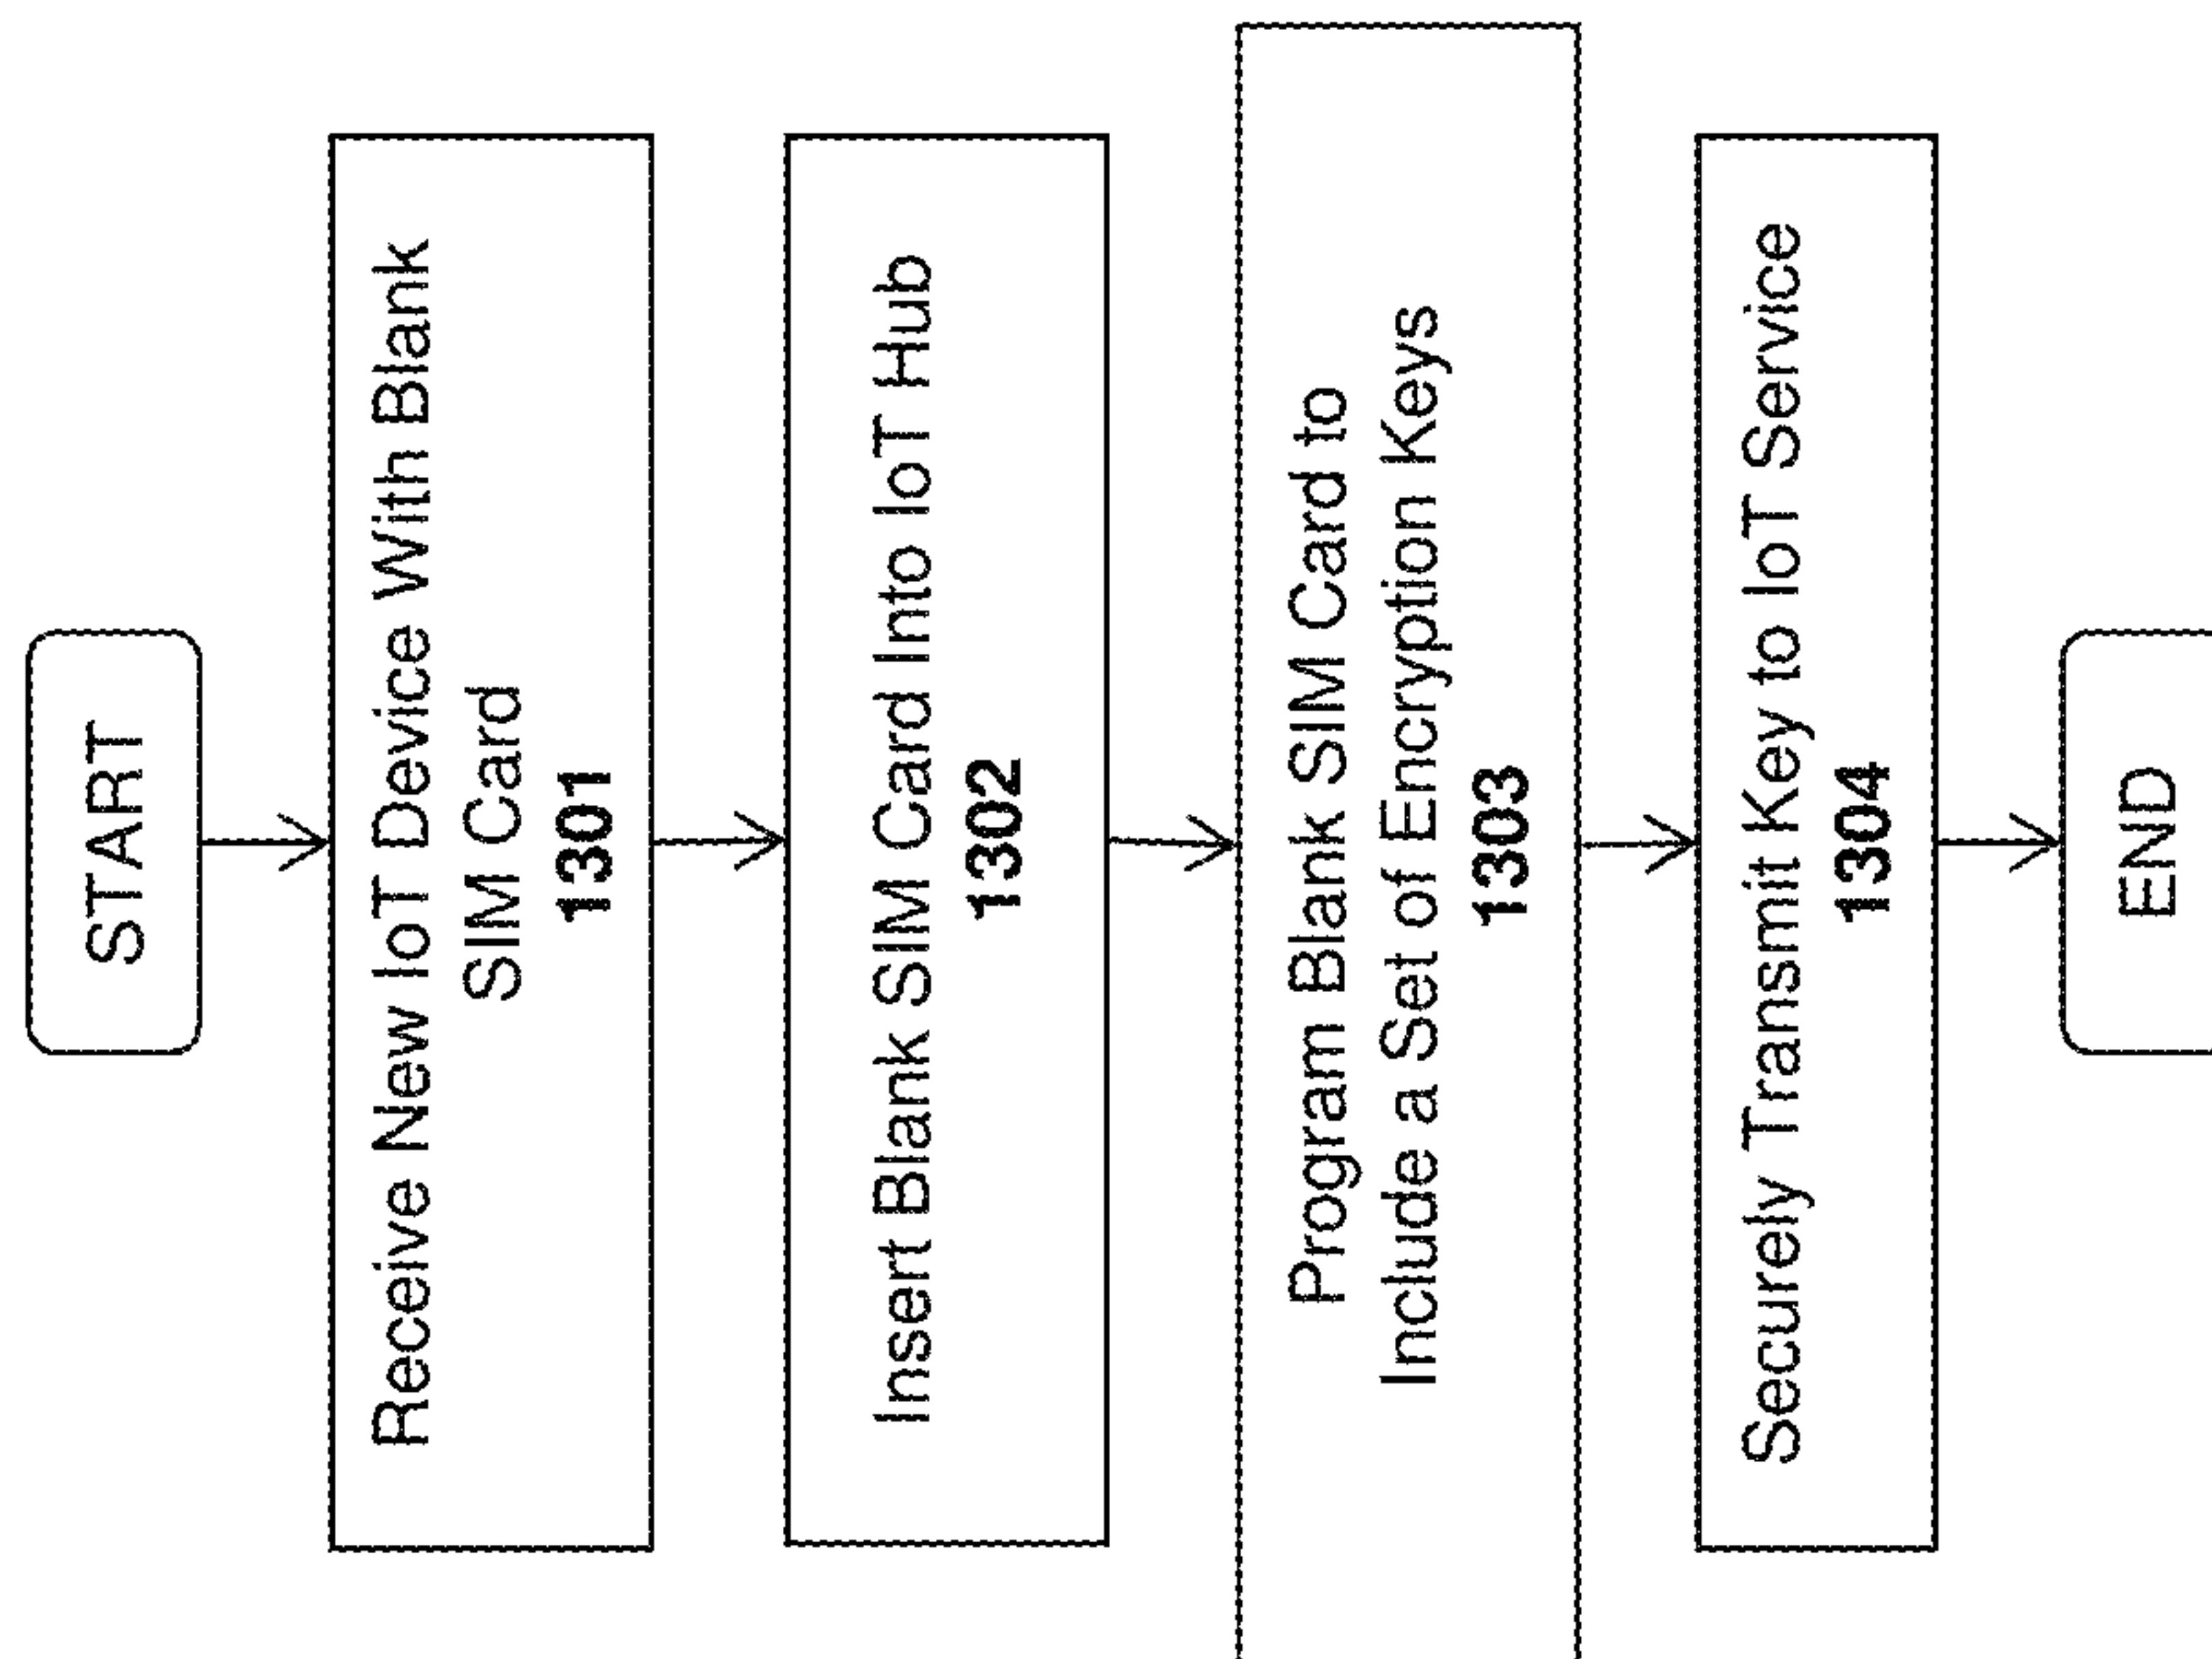 START
Receive New IoT Device With Blank
SIM Card
1301
Insert Blank SIM Card Into IoT Hub
1302
Program Blank SIM Card to
Include a Set of Encryption Keys
1303
Securely Transmit Key to IoT Service
1304
END